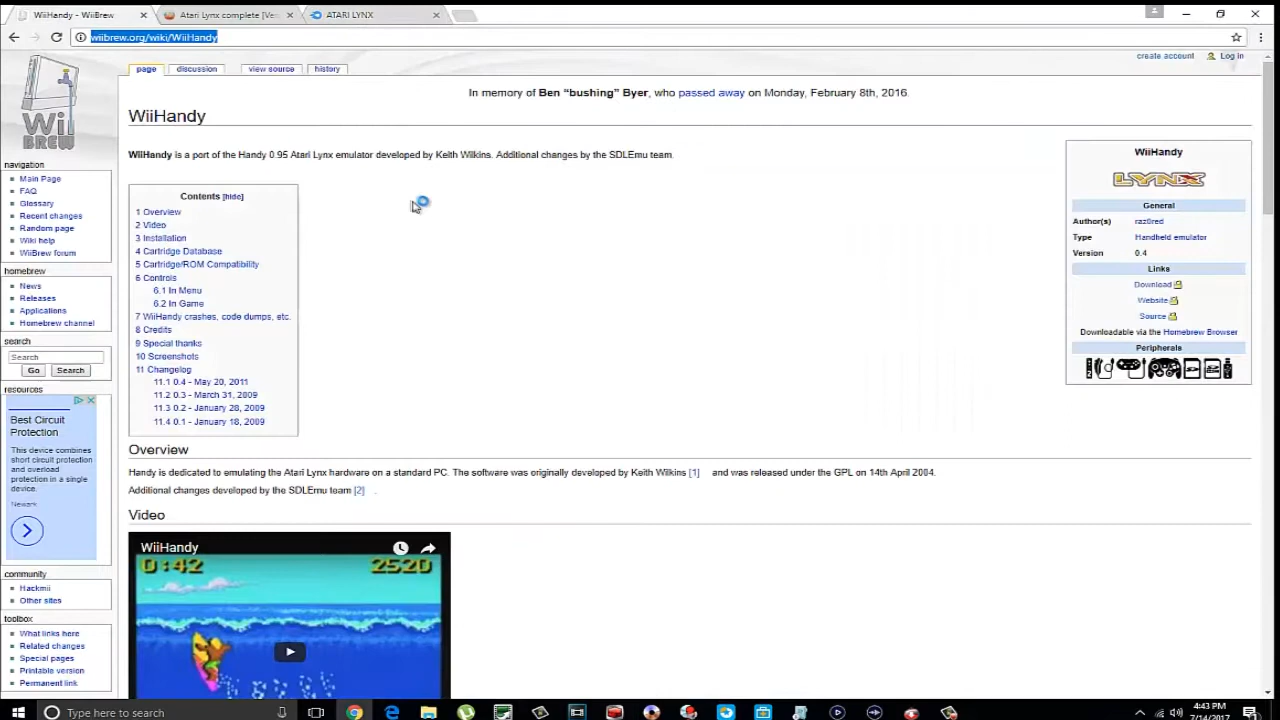 WiiHandy - WiiBrew
Atari Lynx complete [Ver
ATARI LYNX
wiibrew.org/wiki/WiiHandy
create account
Log in
page
discussion
view source
history
In memory of Ben “bushing” Byer, who passed away on Monday, February 8th, 2016.
Wii
BREW
WiiHandy
WiiHandy is a part of the Handy 0.95 Atari Lynx emulator developed by Keith Wilkins. Additional changes by the SDLEmu team.
navigation
Main Page
FAQ
Glossary
Recent changes
Random page
Wiki help
WiiBrew forum
homebrew
News
Releases
Applications
Homebrew channel
search
Search
Go
Search
resources
Best Circuit
Protection
This device combines
short circuit protection
and overload
protection in a single
device.
Newark
community
Hackmii
Other sites
toolbox
What links here
Related changes
Special pages
Printable version
Permanent link
Contents [hide]
1 Overview
2 Video
3 Installation
4 Cartridge Database
5 Cartridge/ROM Compatibility
6 Controls
6.1 In Menu
6.2 In Game
7 WiiHandy crashes, code dumps, etc.
8 Credits
9 Special thanks
10 Screenshots
11 Changelog
11.1 0.4 - May 20, 2011
11.2 0.3 - March 31, 2009
11.3 0.2 - January 28, 2009
11.4 0.1 - January 18, 2009
WiiHandy
LYNX
General
Author(s) raz0red
Type Handheld emulator
Version 0.4
Links
Download
Website
Source
Downloadable via the Homebrew Browser
Peripherals
Overview
Handy is dedicated to emulating the Atari Lynx hardware on a standard PC. The software was originally developed by Keith Wilkins [1] and was released under the GPL on 14th April 2004.
Additional changes developed by the SDLEmu team [2] .
Video
WiiHandy
0:42
2520
Type here to search
4:43 PM
7/14/2017